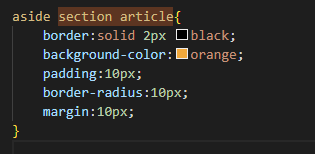 aside section article{
    border:solid 2px black;
    background-color:orange;
    padding:10px;
    border-radius:10px;
    margin:10px;
}